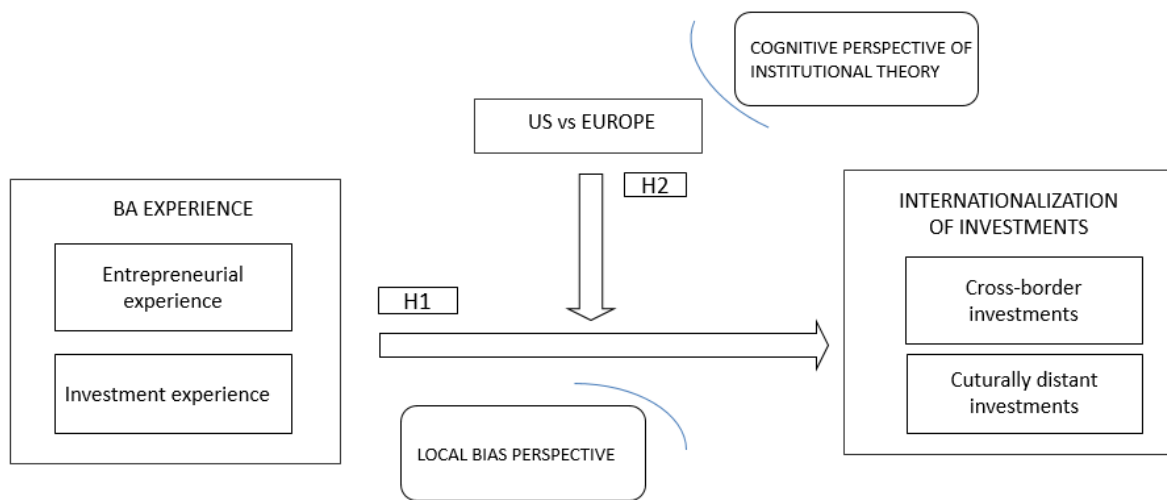 COGNITIVE PERSPECTIVE OF
INSTITUTIONAL THEORY
US vs EUROPE
H2
BA EXPERIENCE
Entrepreneurial
experience
Investment experience
H1
INTERNATIONALIZATION
OF INVESTMENTS
Cross-border
investments
Cuturally distant
investments
LOCAL BIAS PERSPECTIVE